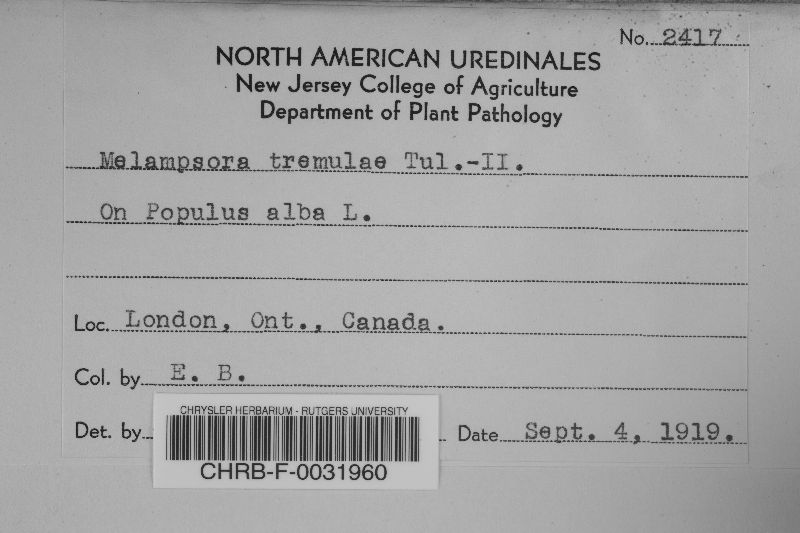 No. 2417
NORTH AMERICAN UREDINALES
New Jersey College of Agriculture
Department of Plant Pathology
Melampsora tremulae Tul.-II.
On Populus alba L.
Loc. London, Ont., Canada.
Col. by E. B.
Det. by Date Sept. 4, 1919.
CHRYSLER HERBARIUM - RUTGERS UNIVERSITY
CHRB-F-0031960